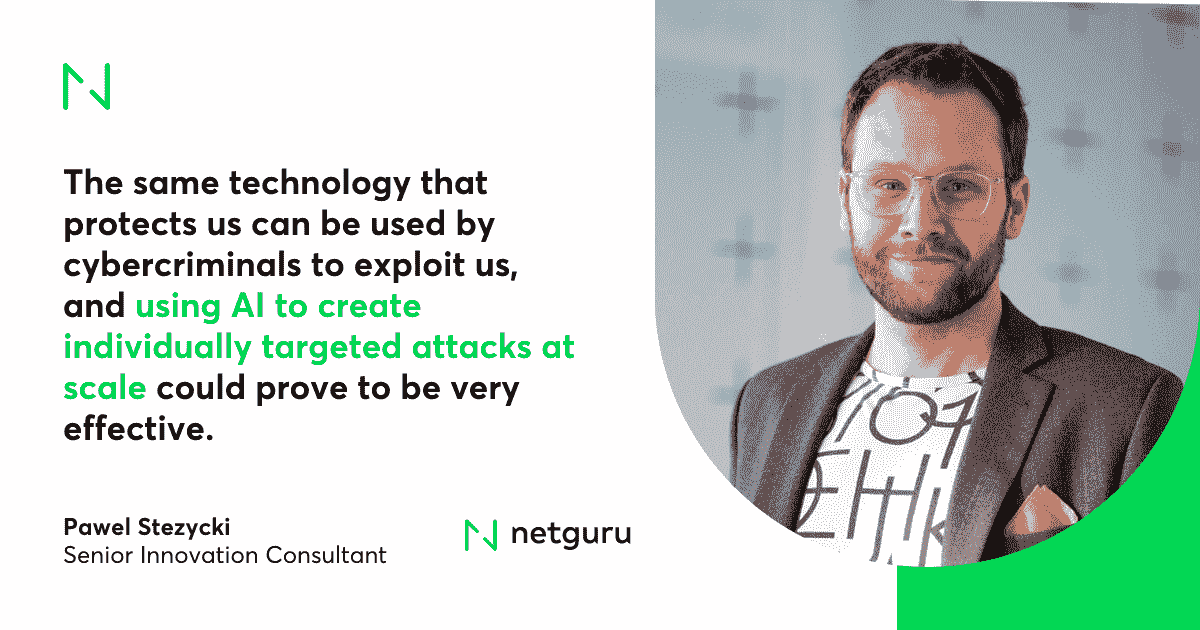 The same technology that
protects us can be used by
cybercriminals to exploit us,
and using AI to create
individually targeted attacks at
scale could prove to be very
effective.
Pawel Stezycki
Senior Innovation Consultant
netguru